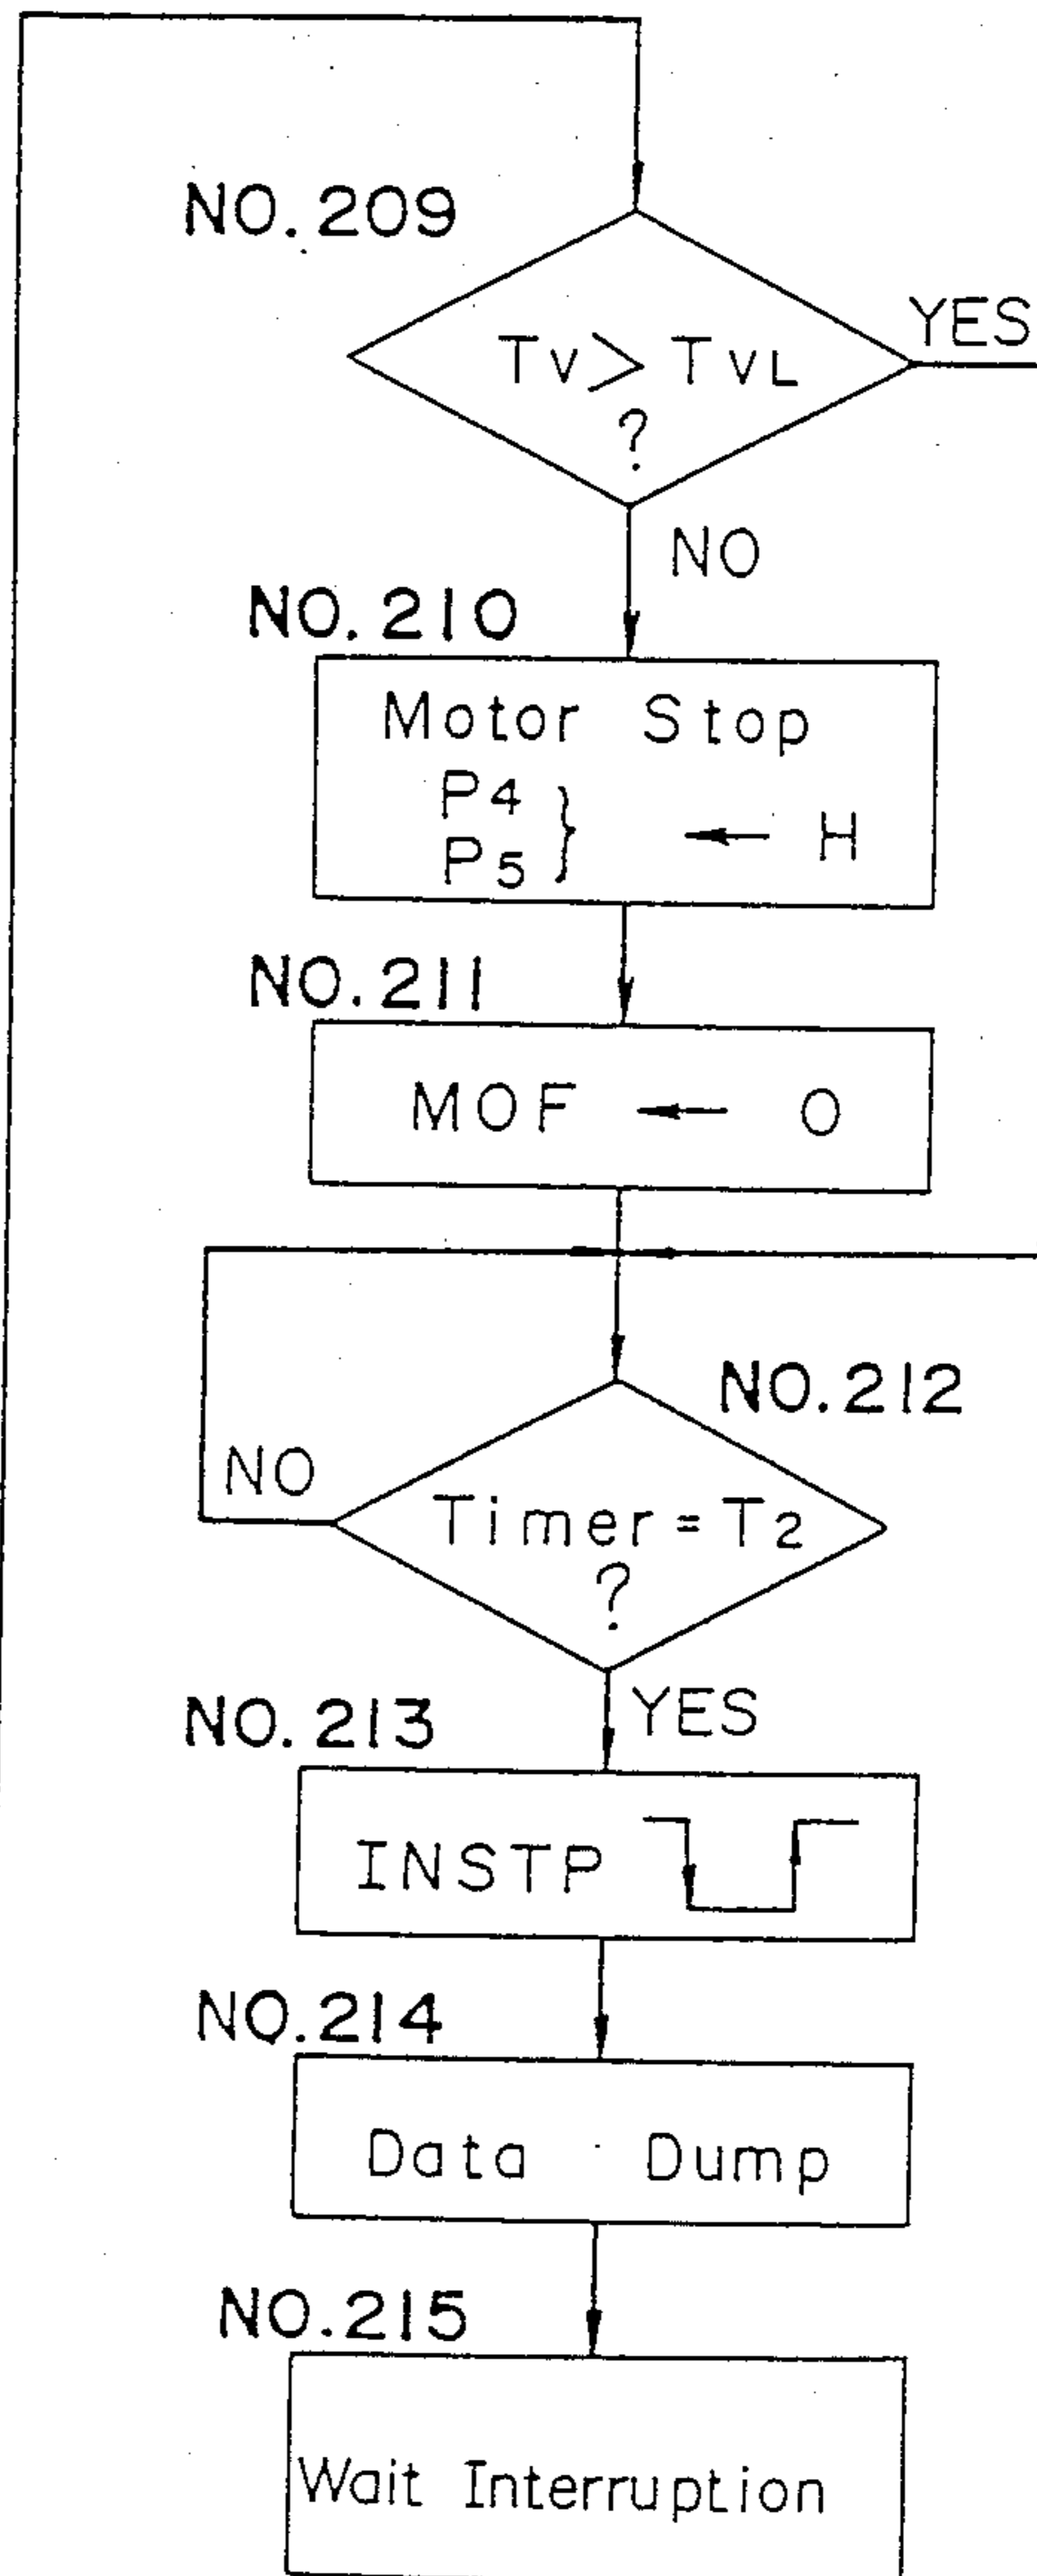 NO. 209
Tv > TvL
?
YES
NO
NO. 210
Motor Stop
P4
P5 } ← H
NO. 211
MOF ← O
NO. 212
NO
Timer = T2
?
YES
NO. 213
INSTP
NO. 214
Data Dump
NO. 215
Wait Interruption